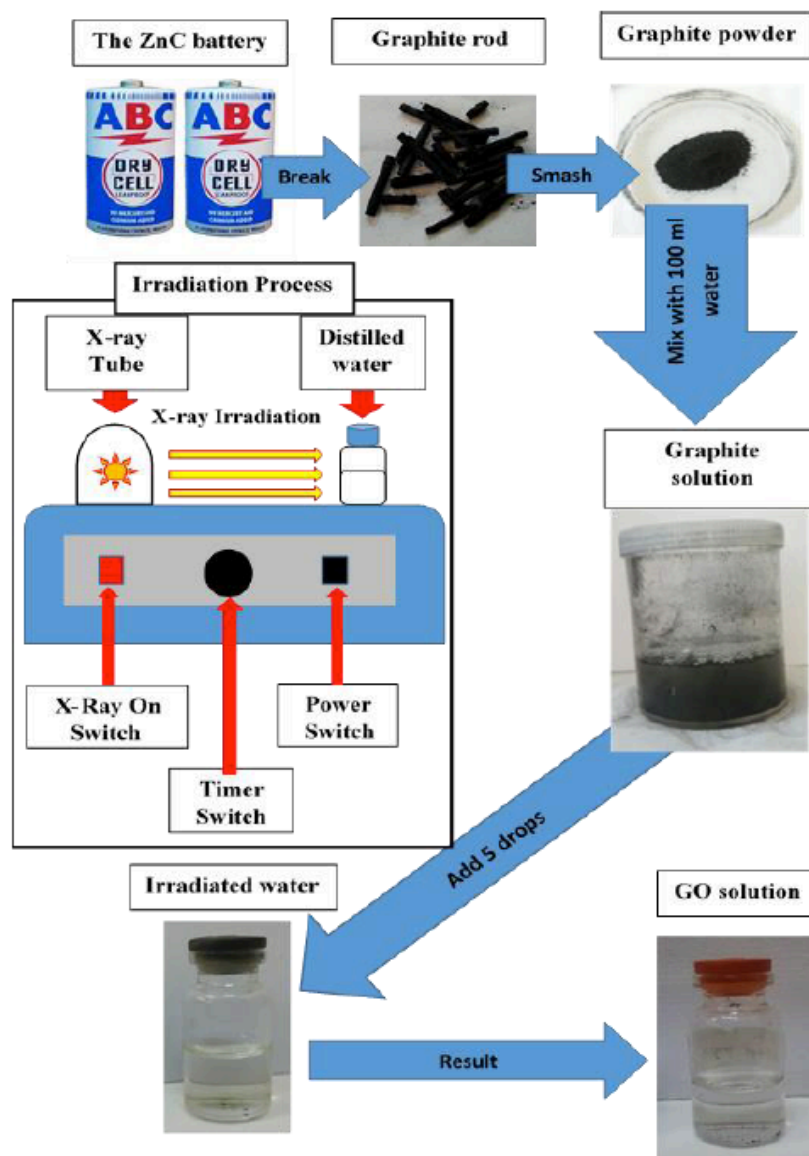 The ZnC battery
Graphite rod
Graphite powder
ABC
DRY
CELL
LEAKPROOF
ABC
DRY
CELL
LEAKPROOF
Break
Smash
Mix with 100 ml
water
Irradiation Process
X-ray
Tube
Distilled
water
X-ray Irradiation
Graphite
solution
X-Ray On
Switch
Power
Switch
Timer
Switch
Add 5 drops
Irradiated water
GO solution
Result